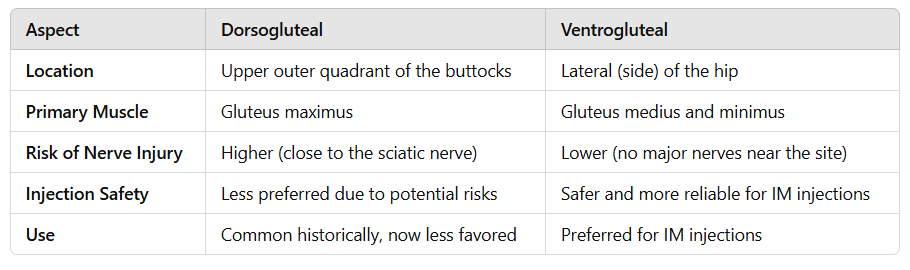 Aspect Dorsogluteal Ventrogluteal
Location Upper outer quadrant of the buttocks Lateral (side) of the hip
Primary Muscle Gluteus maximus Gluteus medius and minimus
Risk of Nerve Injury Higher (close to the sciatic nerve) Lower (no major nerves near the site)
Injection Safety Less preferred due to potential risks Safer and more reliable for IM injections
Use Common historically, now less favored Preferred for IM injections